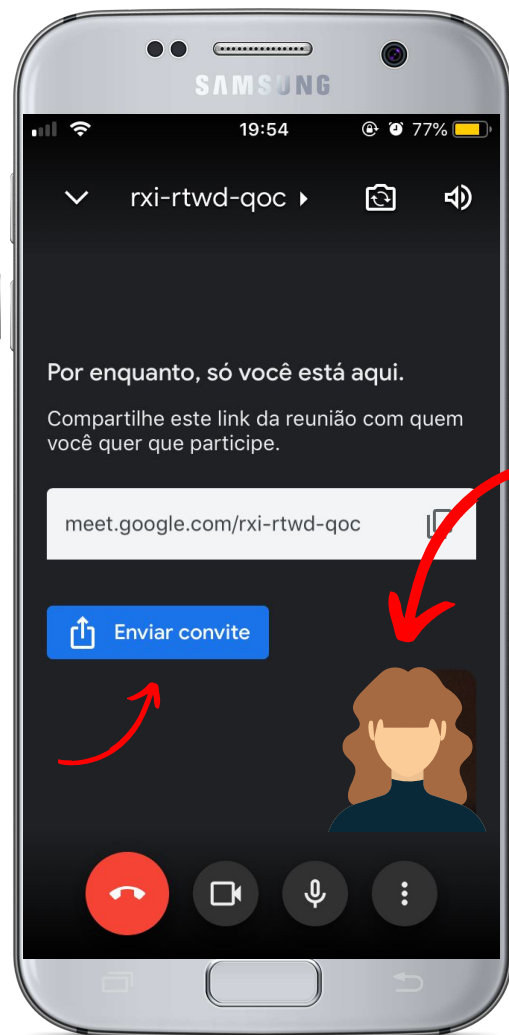 SAMSUNG
19:54
77%
rxi-rtwd-qoc
Por enquanto, só você está aqui.
Compartilhe este link da reunião com quem
você quer que participe.
meet.google.com/rxi-rtwd-qoc
Enviar convite